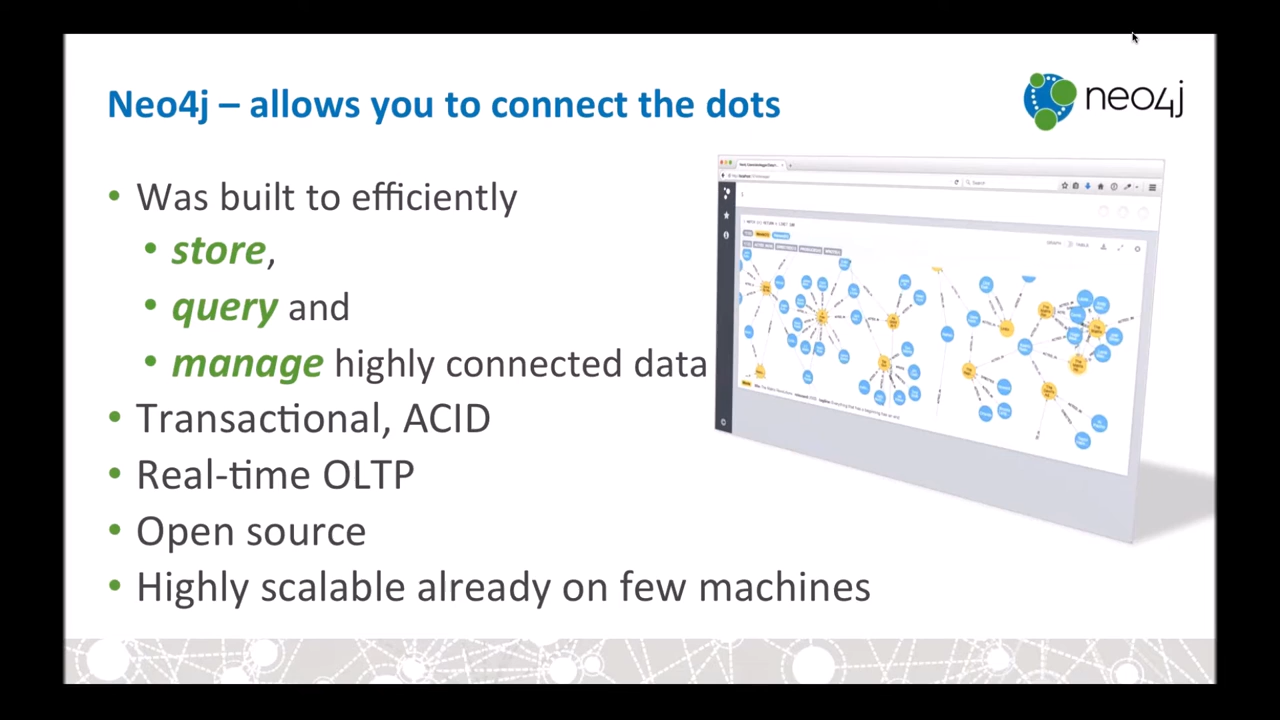 Neo4j – allows you to connect the dots
neo4j
• Was built to efficiently
• store,
• query and
• manage highly connected data
• Transactional, ACID
• Real-time OLTP
• Open source
• Highly scalable already on few machines